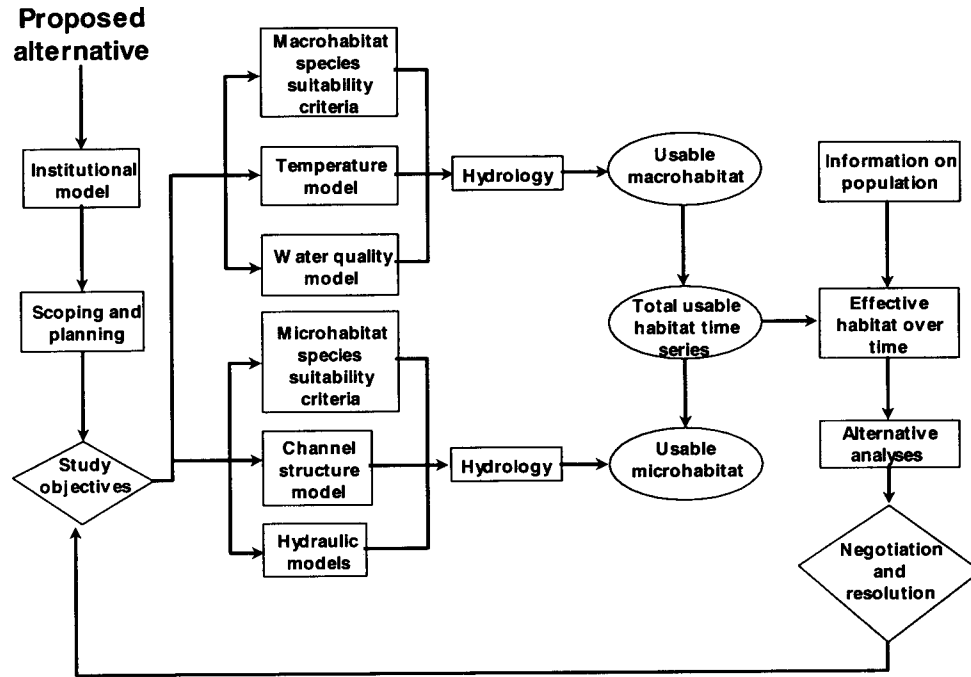 Proposed
alternative
Institutional
model
Scoping and
planning
Study
objectives
Macrohabitat
species
suitability
criteria
Temperature
model
Water quality
model
Microhabitat
species
suitability
criteria
Channel
structure
model
Hydraulic
models
Hydrology
Hydrology
Usable
macrohabitat
Total usable
habitat time
series
Usable
microhabitat
Information on
population
Effective
habitat over
time
Alternative
analyses
Negotiation
and
resolution